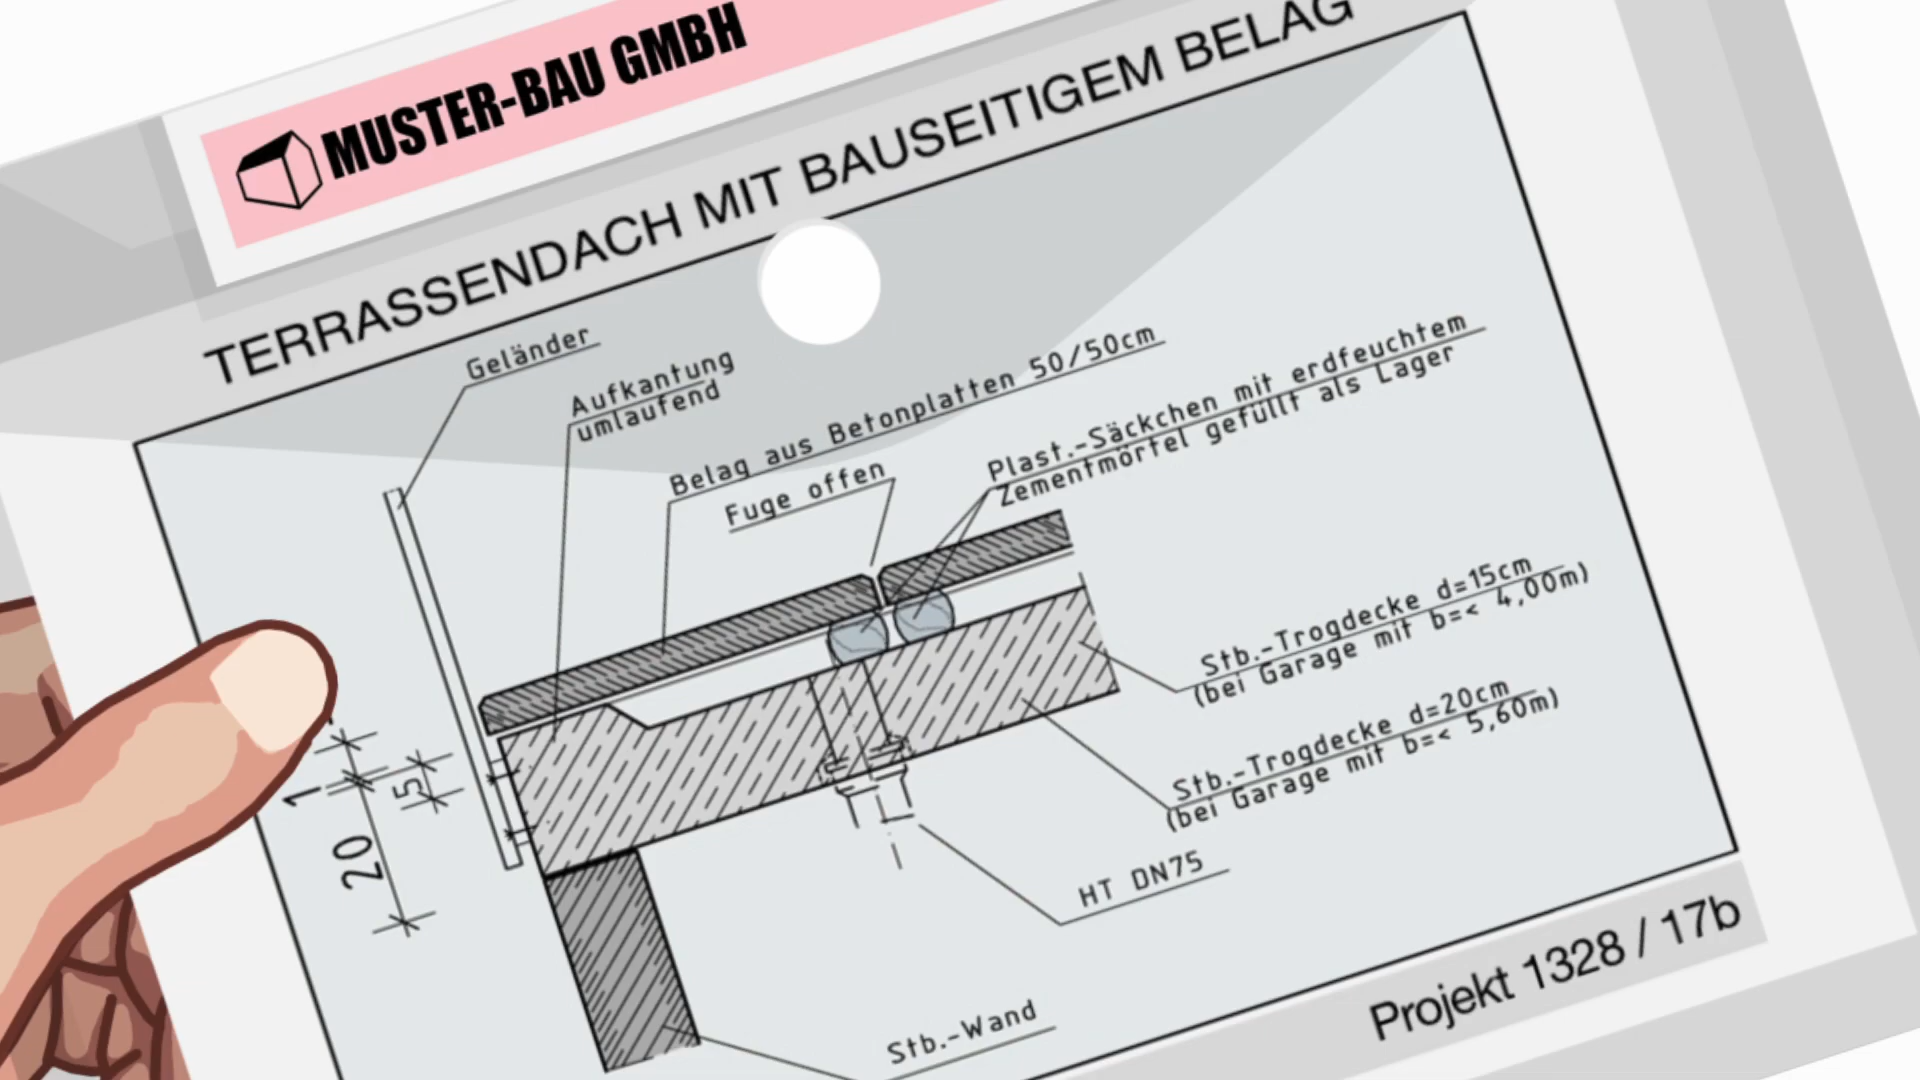 MUSTER-BAU GMBH
TERRASSENDACH MIT BAUSEITIGEM BELAG
Geländer
Aufkantung
umlaufend
Belag aus Betonplatten 50/50cm
Fuge offen
Plast.-Säckchen mit erdfeuchtem
Zementmörtel gefüllt als Lager
Stb.-Trogdecke d=15cm
(bei Garage mit b=< 4,00m)
Stb.-Trogdecke d=20cm
(bei Garage mit b=< 5,60m)
1
5
20
HT DN75
Stb.-Wand
Projekt 1328 / 17b